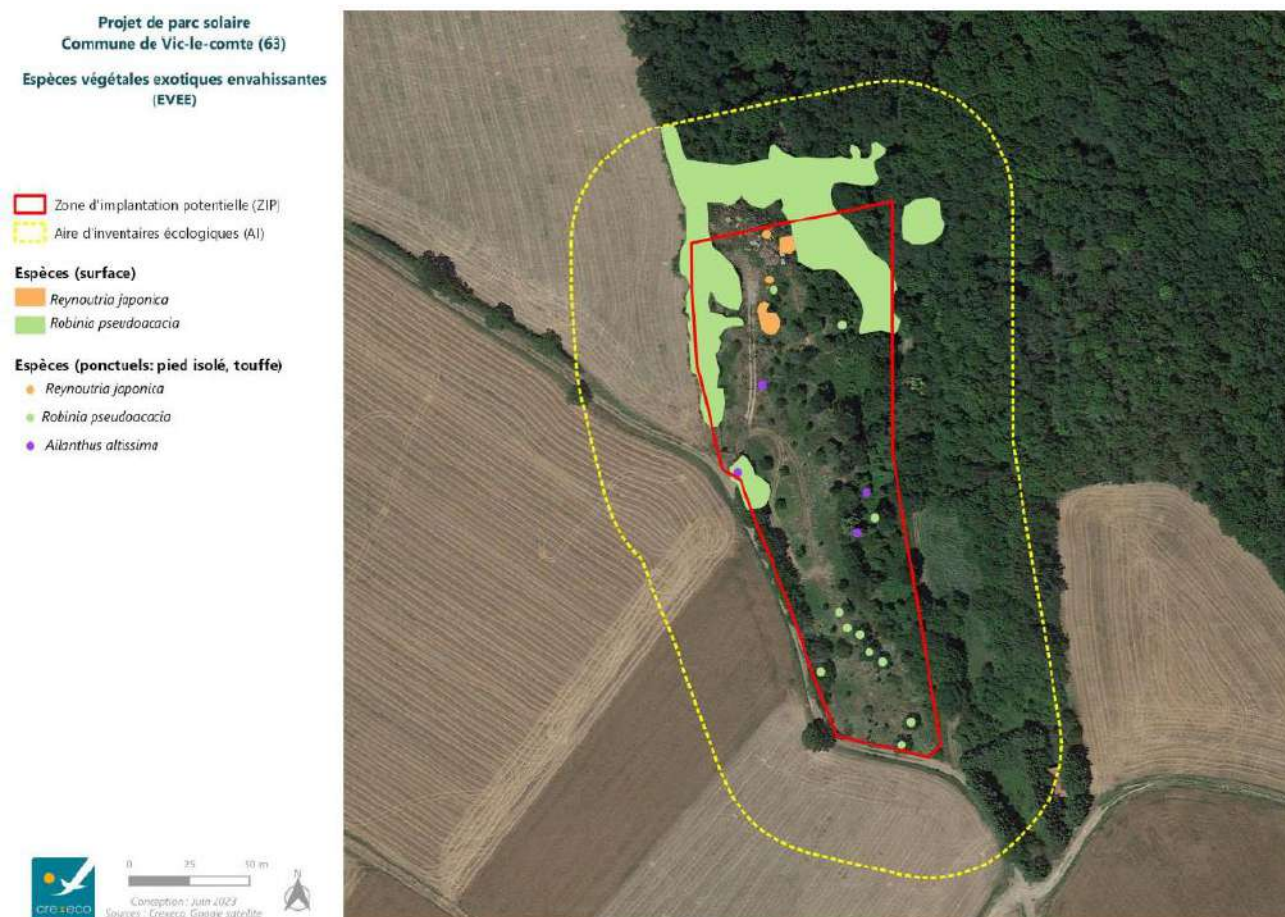 Projet de parc solaire
Commune de Vic-le-comte (63)
Espèces végétales exotiques envahissantes
(EVEE)
Zone d'implantation potentielle (ZIP)
Aire d'inventaires écologiques (AI)
Espèces (surface)
Reynoutria japonica
Robinia pseudoacacia
Espèces (ponctuels: pied isolé, touffe)
Reynoutria japonica
Robinia pseudoacacia
Ailanthus altissima
0 25 50 m
N
crexeco
Conception : Juin 2023
Sources : Crexeco, Google satellite